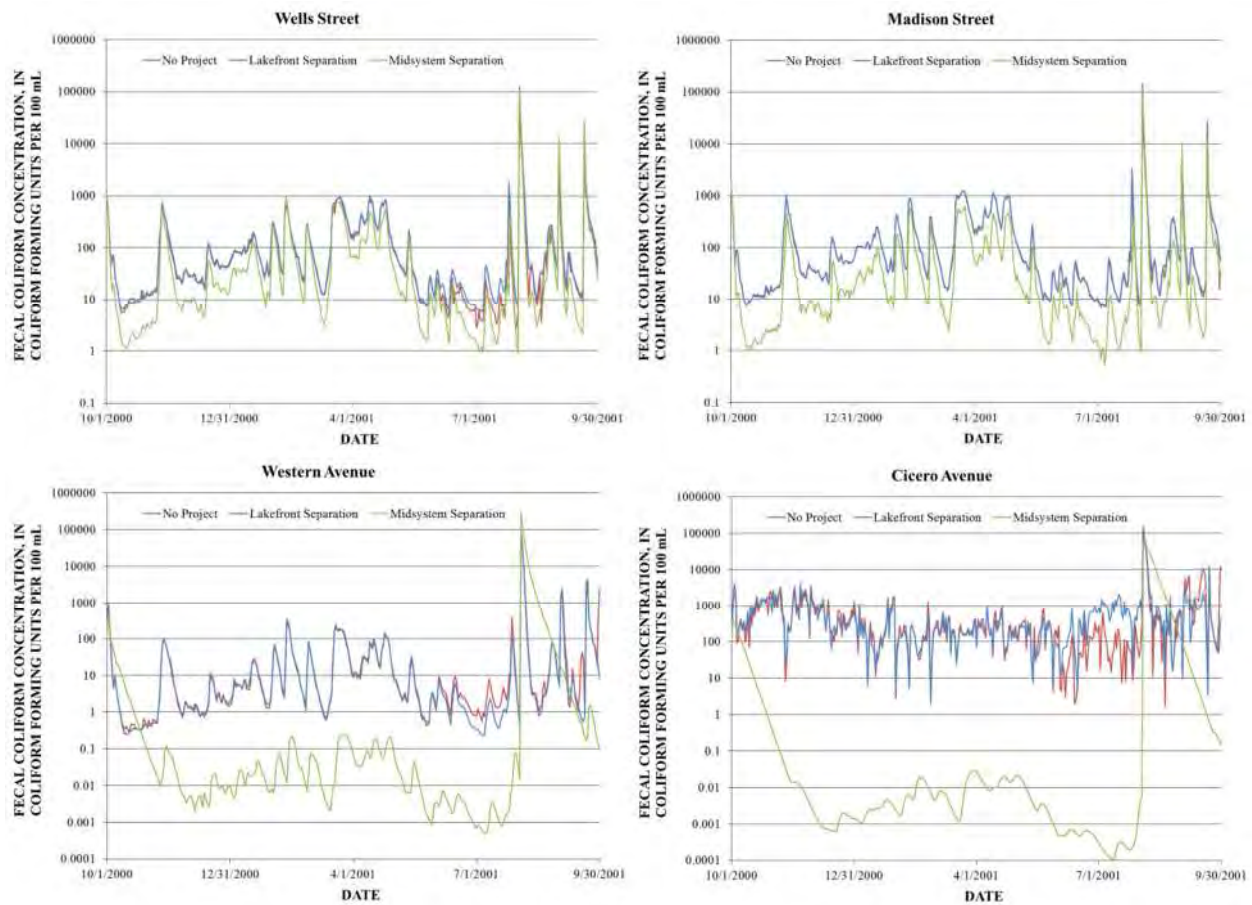 Wells Street
FECAL COLIFORM CONCENTRATION, IN
COLIFORM FORMING UNITS PER 100 mL
1000000
100000
10000
1000
100
10
1
0.1
No Project
Lakefront Separation
Midsystem Separation
10/1/2000
12/31/2000
4/1/2001
7/1/2001
9/30/2001
DATE
Madison Street
FECAL COLIFORM CONCENTRATION, IN
COLIFORM FORMING UNITS PER 100 mL
1000000
100000
10000
1000
100
10
1
0.1
No Project
Lakefront Separation
Midsystem Separation
10/1/2000
12/31/2000
4/1/2001
7/1/2001
9/30/2001
DATE
Western Avenue
FECAL COLIFORM CONCENTRATION, IN
COLIFORM FORMING UNITS PER 100 mL
1000000
100000
10000
1000
100
10
1
0.1
0.01
0.001
0.0001
No Project
Lakefront Separation
Midsystem Separation
10/1/2000
12/31/2000
4/1/2001
7/1/2001
9/30/2001
DATE
Cicero Avenue
FECAL COLIFORM CONCENTRATION, IN
COLIFORM FORMING UNITS PER 100 mL
1000000
100000
10000
1000
100
10
1
0.1
0.01
0.001
0.0001
No Project
Lakefront Separation
Midsystem Separation
10/1/2000
12/31/2000
4/1/2001
7/1/2001
9/30/2001
DATE